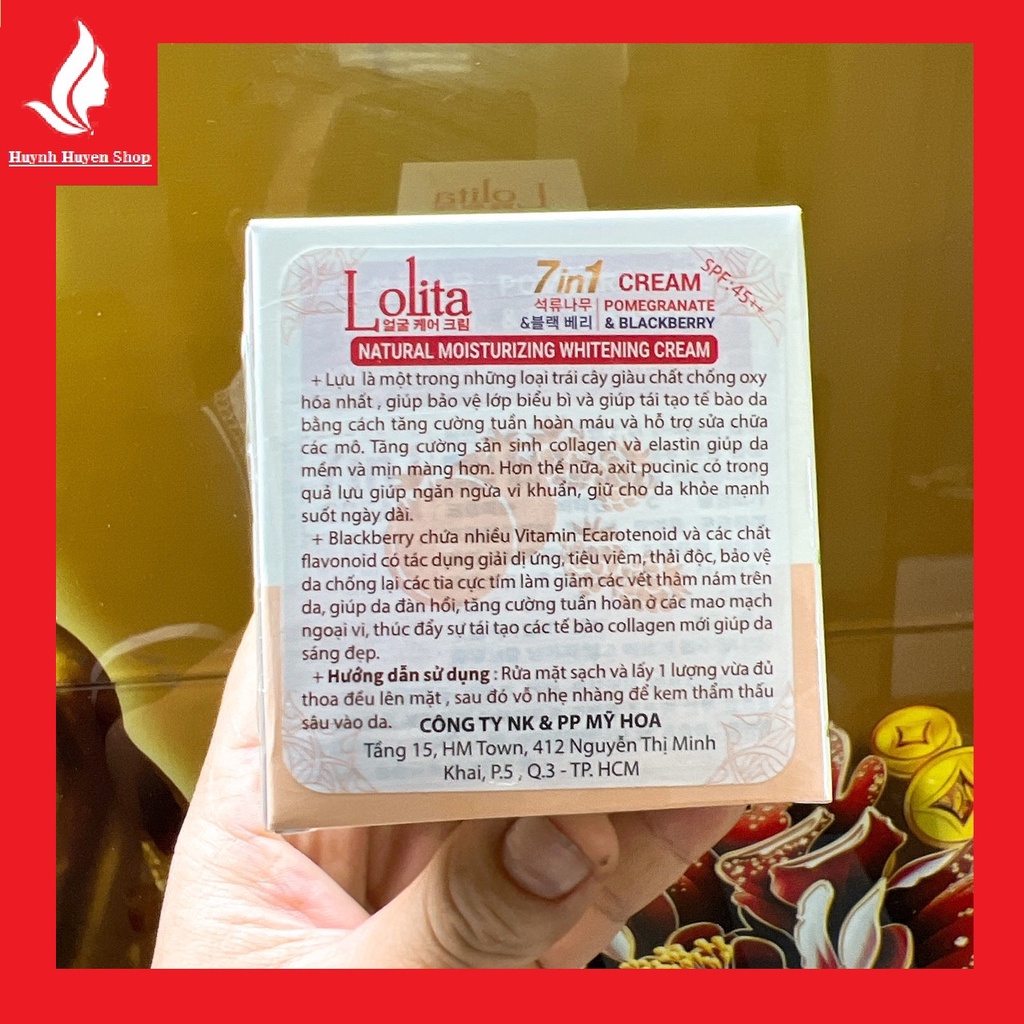 Huynh Huyen Shop
Lolita
Lolita
얼굴 케어 크림
7in1 CREAM
SPF:45++
석류나무 POMEGRANATE
&블랙 베리 & BLACKBERRY
NATURAL MOISTURIZING WHITENING CREAM
+ Lựu là một trong những loại trái cây giàu chất chống oxy
hóa nhất , giúp bảo vệ lớp biểu bì và giúp tái tạo tế bào da
bằng cách tăng cường tuần hoàn máu và hỗ trợ sửa chữa
các mô. Tăng cường sản sinh collagen và elastin giúp da
mềm và mịn màng hơn. Hơn thế nữa, axit pucinic có trong
quả lựu giúp ngăn ngừa vi khuẩn, giữ cho da khỏe mạnh
suốt ngày dài.
+ Blackberry chứa nhiều Vitamin Ecarotenoid và các chất
flavonoid có tác dụng giải dị ứng, tiêu viêm, thải độc, bảo vệ
da chống lại các tia cực tím làm giảm các vết thâm nám trên
da, giúp da đàn hồi, tăng cường tuần hoàn ở các mao mạch
ngoại vi, thúc đẩy sự tái tạo các tế bào collagen mới giúp da
sáng đẹp.
+ Hướng dẫn sử dụng : Rửa mặt sạch và lấy 1 lượng vừa đủ
thoa đều lên mặt , sau đó vỗ nhẹ nhàng để kem thẩm thấu
sâu vào da. CÔNG TY NK & PP MỸ HOA
Tầng 15, HM Town, 412 Nguyễn Thị Minh
Khai, P.5 , Q.3 - TP. HCM